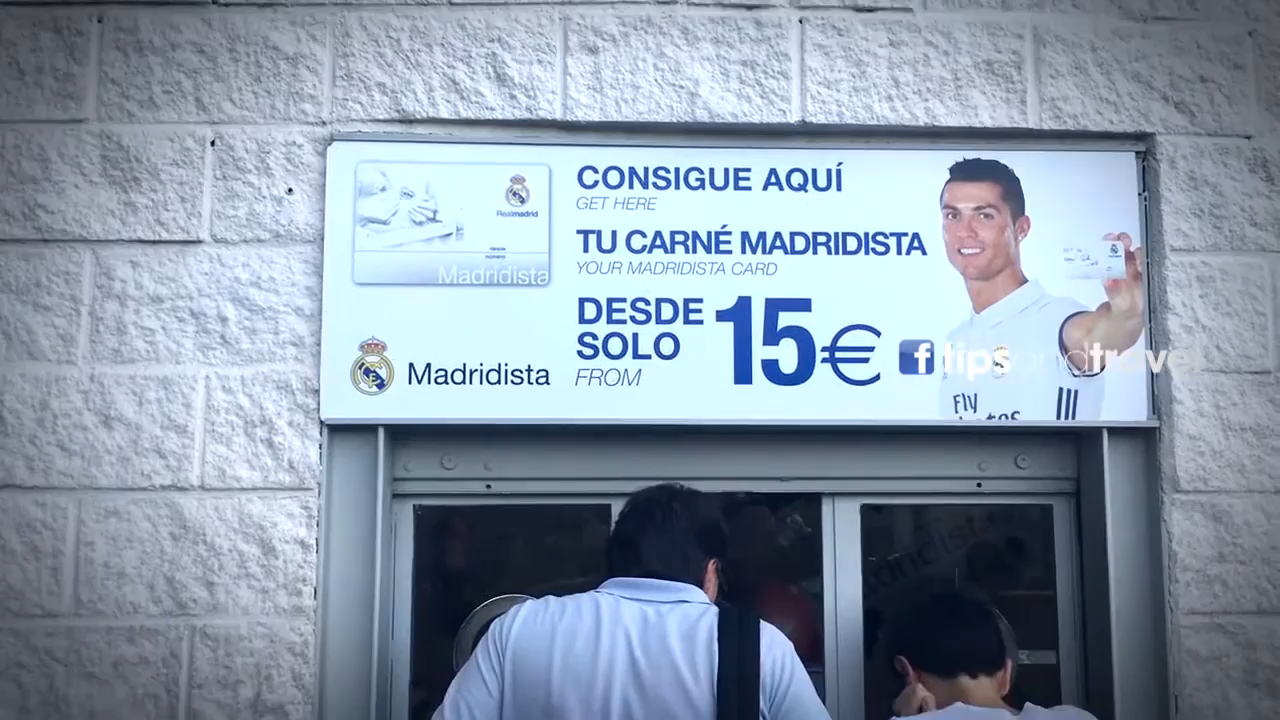 CONSIGUE AQUÍ
GET HERE
TU CARNÉ MADRIDISTA
YOUR MADRIDISTA CARD
DESDE
SOLO
15€
FROM
Realmadrid
Madridista
Madridista
tipsandtravel
Fly